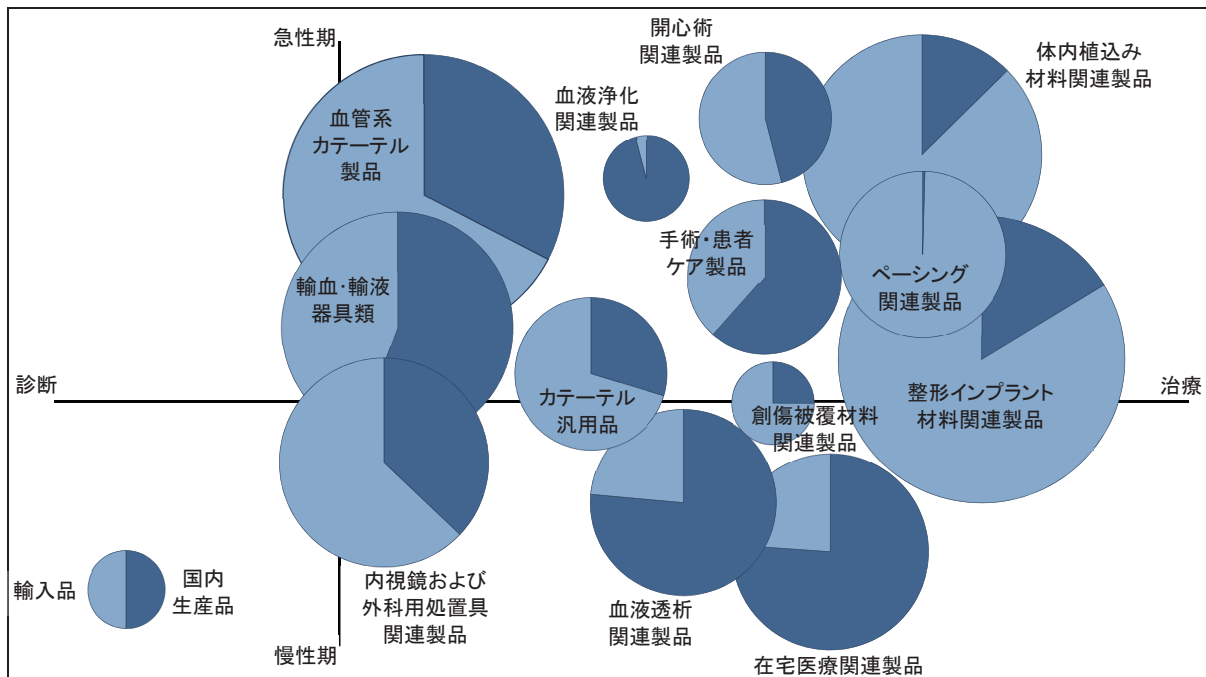 急性期
開心術
関連製品
体内植込み
材料関連製品
血液浄化
関連製品
血管系
カテーテル
製品
手術・患者
ケア製品
ペーシング
関連製品
輸血・輸液
器具類
診断
治療
カテーテル
汎用品
創傷被覆材料
関連製品
整形インプラント
材料関連製品
輸入品
国内
生産品
内視鏡および
外科用処置具
関連製品
血液透析
関連製品
在宅医療関連製品
慢性期